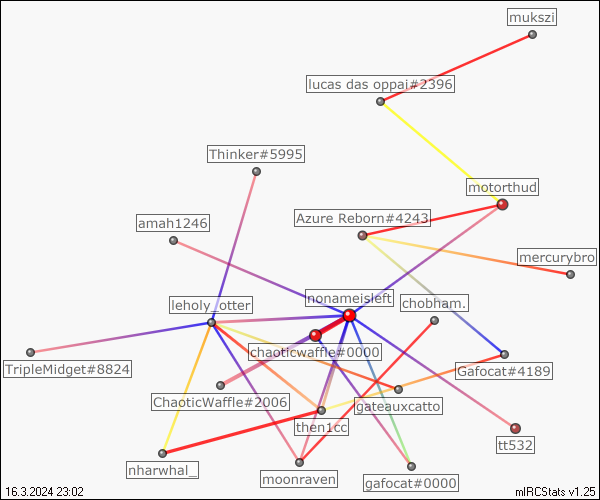 mukszi
lucas das oppai#2396
Thinker#5995
motorthud
amah1246
Azure Reborn#4243
mercurybro
leholy_otter
nonameisleft
chobham.
chaoticwaffle#0000
TripleMidget#8824
Gafocat#4189
ChaoticWaffle#2006
gateauxcatto
then1cc
tt532
nharwhal_
moonraven
gafocat#0000
16.3.2024 23:02
mIRCStats v1.25